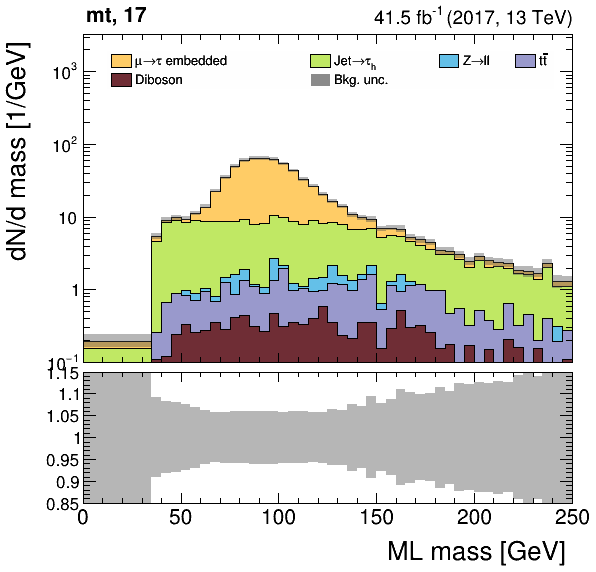 mt, 17 41.5 fb⁻¹ (2017, 13 TeV)
dN/d mass [1/GeV]
μ→τ embedded Jet→τₕ Z→ll tt̄
Diboson Bkg. unc.
10³
10²
10
1
10⁻¹
1.15
1.1
1.05
1
0.95
0.9
0.85
0 50 100 150 200 250
ML mass [GeV]